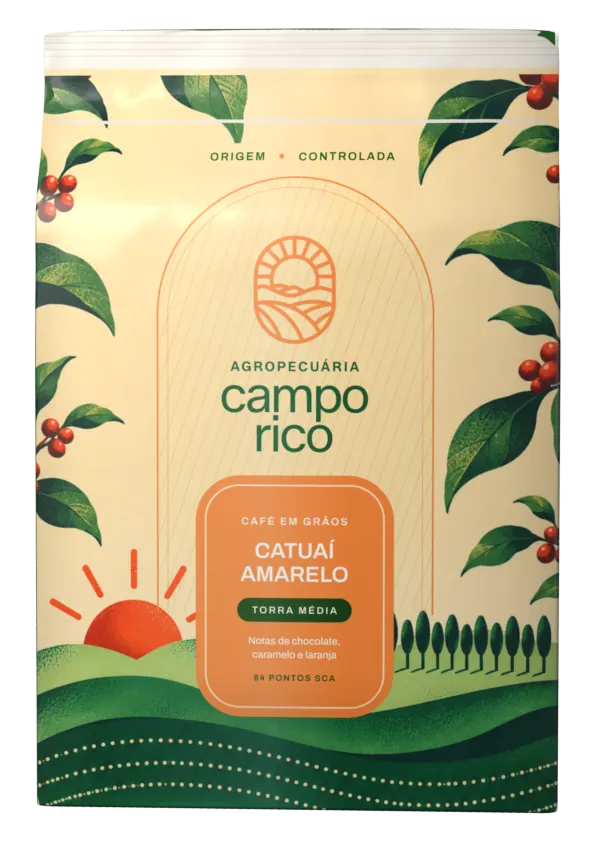 ORIGEM • CONTROLADA
AGROPECUÁRIA
campo
rico
CAFÉ EM GRÃOS
CATUAÍ
AMARELO
TORRA MÉDIA
Notas de chocolate,
caramelo e laranja
84 PONTOS SCA